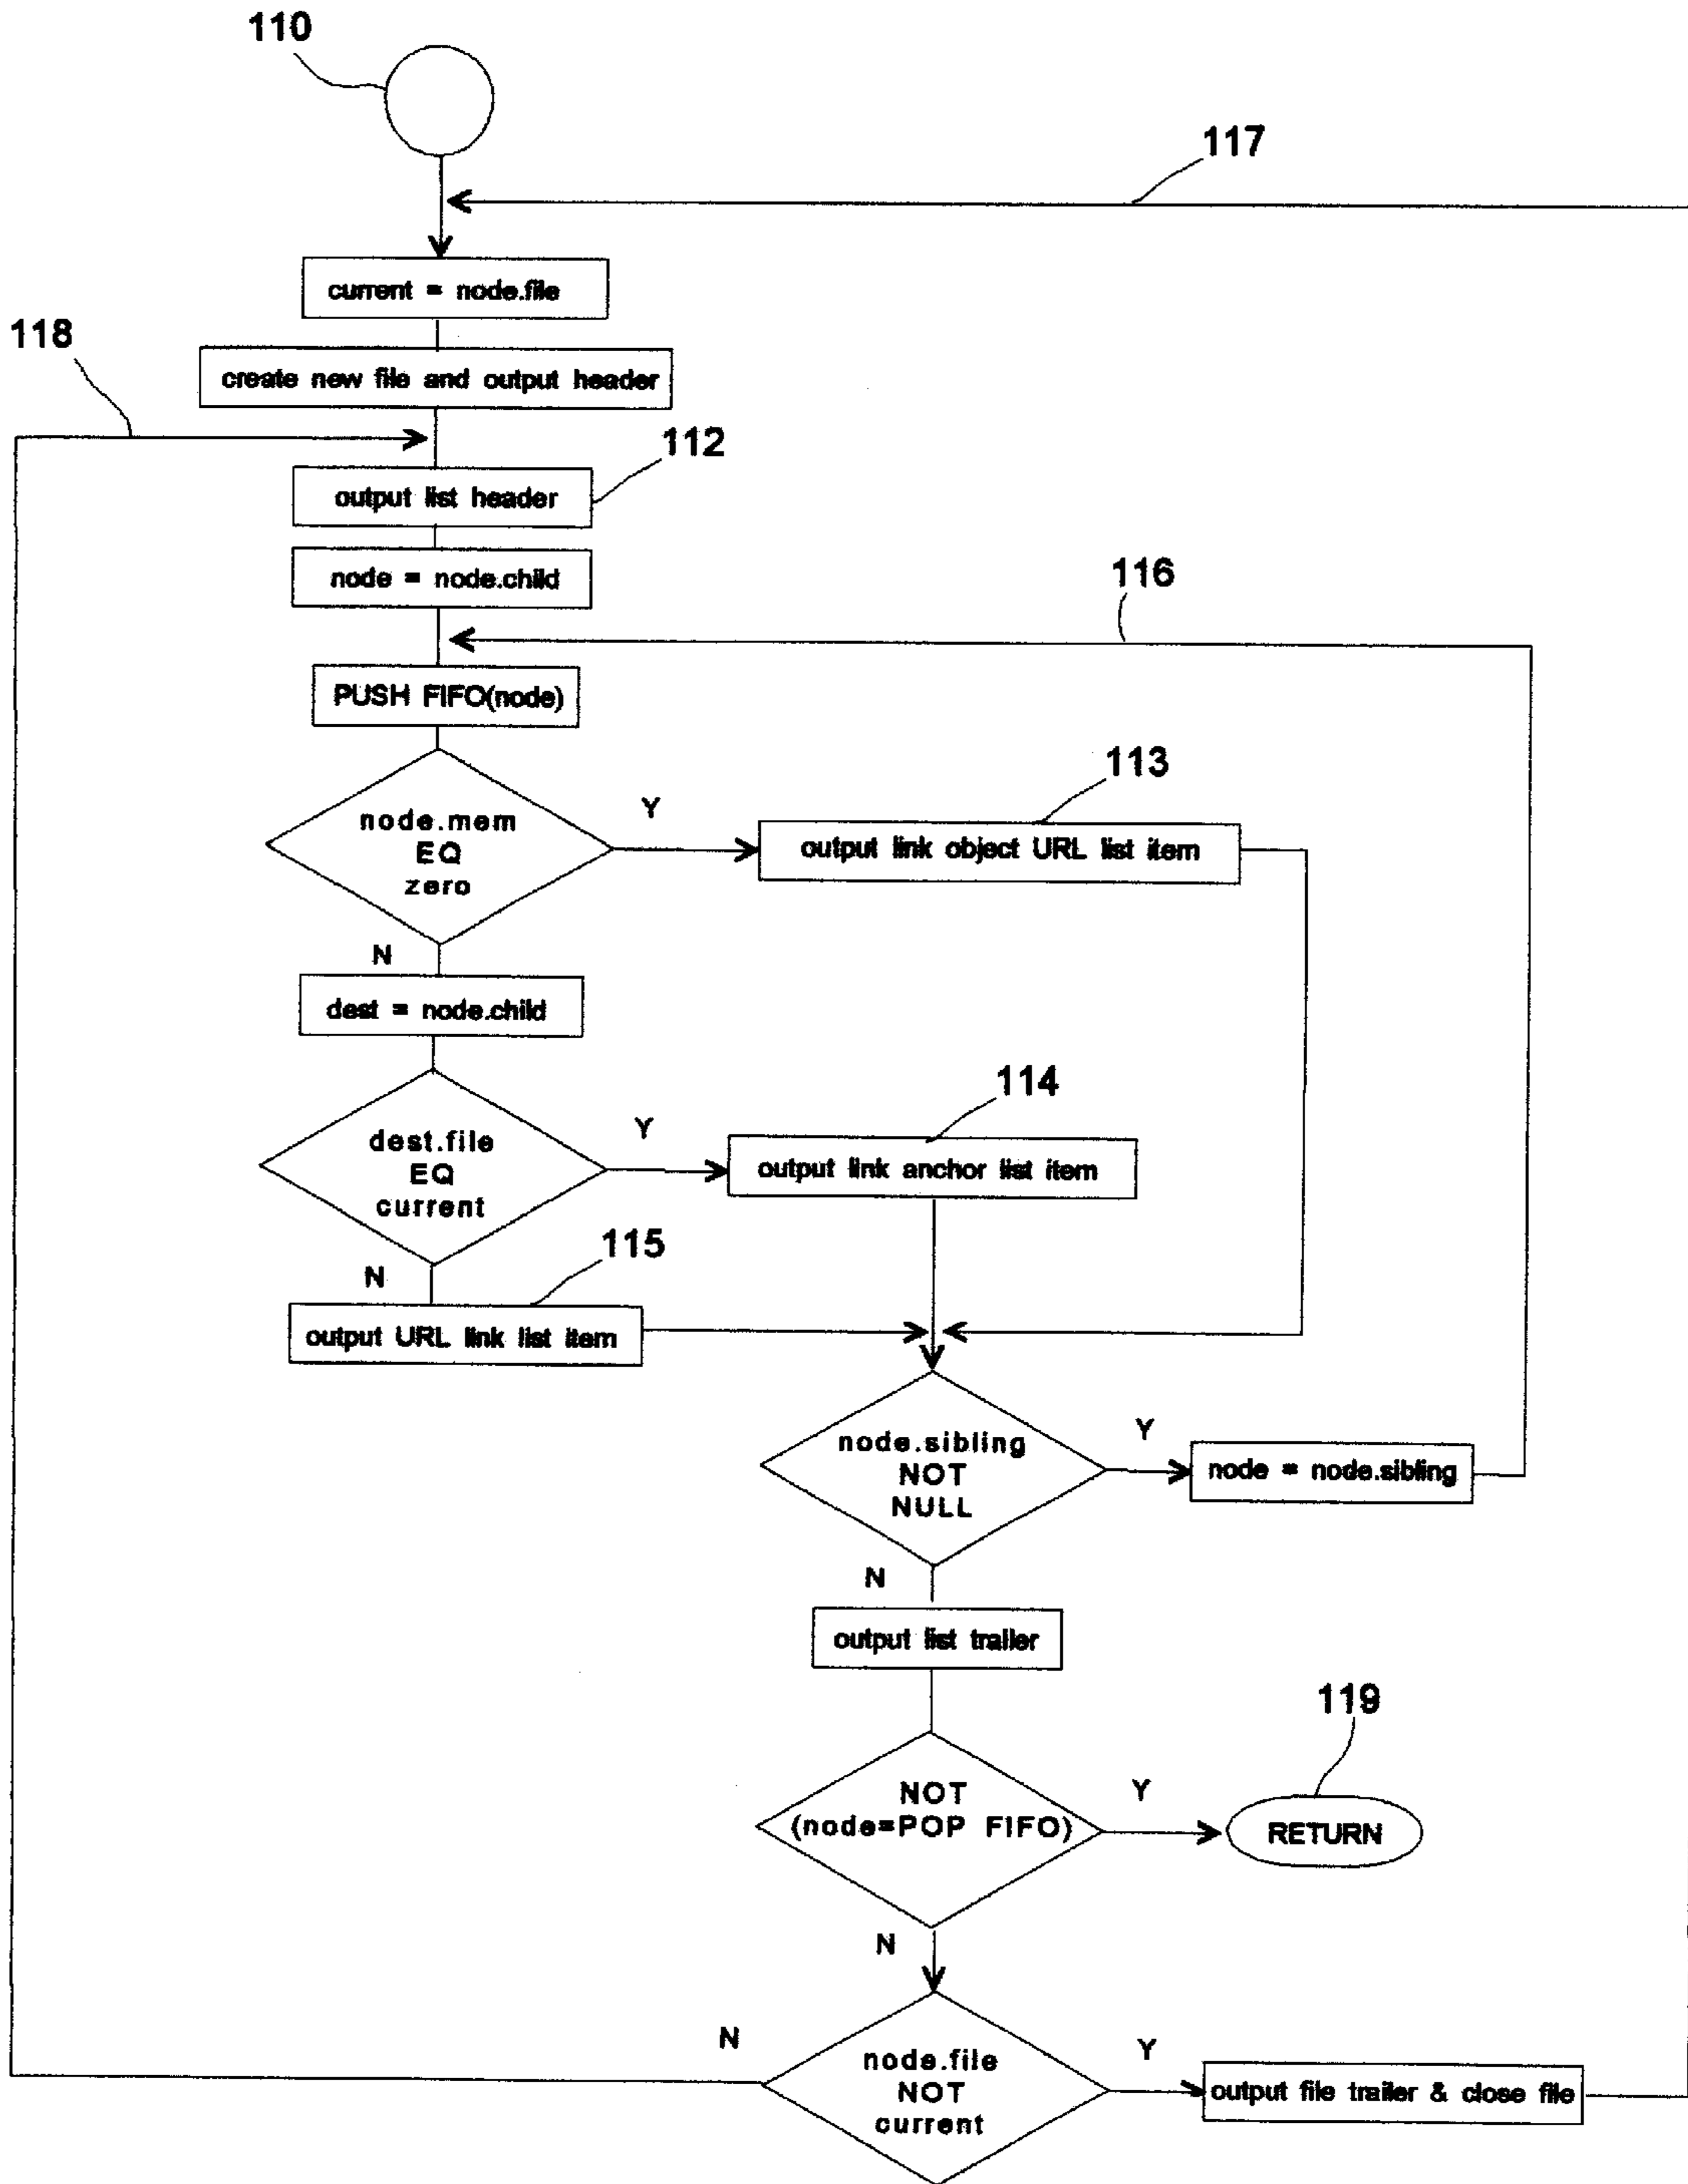 110
117
current = node.file
118
create new file and output header
112
output list header
node = node.child
116
PUSH FIFO(node)
113
node.mem
EQ
zero
Y
output link object URL list item
N
dest = node.child
114
dest.file
EQ
current
Y
output link anchor list item
115
N
output URL link list item
node.sibling
NOT
NULL
Y
node = node.sibling
N
output list trailer
119
NOT
(node=POP FIFO)
Y
RETURN
N
N
node.file
NOT
current
Y
output file trailer & close file